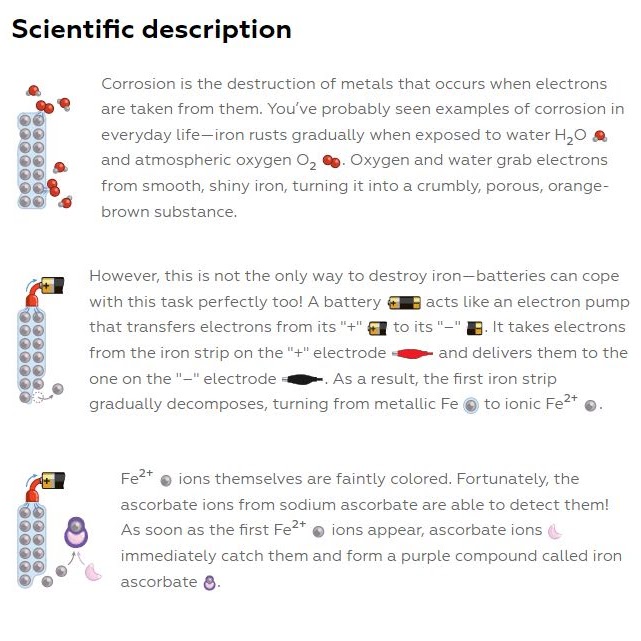 Scientific description
Corrosion is the destruction of metals that occurs when electrons
are taken from them. You’ve probably seen examples of corrosion in
everyday life—iron rusts gradually when exposed to water H₂O
and atmospheric oxygen O₂ . Oxygen and water grab electrons
from smooth, shiny iron, turning it into a crumbly, porous, orange-
brown substance.
However, this is not the only way to destroy iron—batteries can cope
with this task perfectly too! A battery acts like an electron pump
that transfers electrons from its "+" to its "−" . It takes electrons
from the iron strip on the "+" electrode and delivers them to the
one on the "−" electrode . As a result, the first iron strip
gradually decomposes, turning from metallic Fe to ionic Fe²⁺ .
Fe²⁺ ions themselves are faintly colored. Fortunately, the
ascorbate ions from sodium ascorbate are able to detect them!
As soon as the first Fe²⁺ ions appear, ascorbate ions
immediately catch them and form a purple compound called iron
ascorbate .